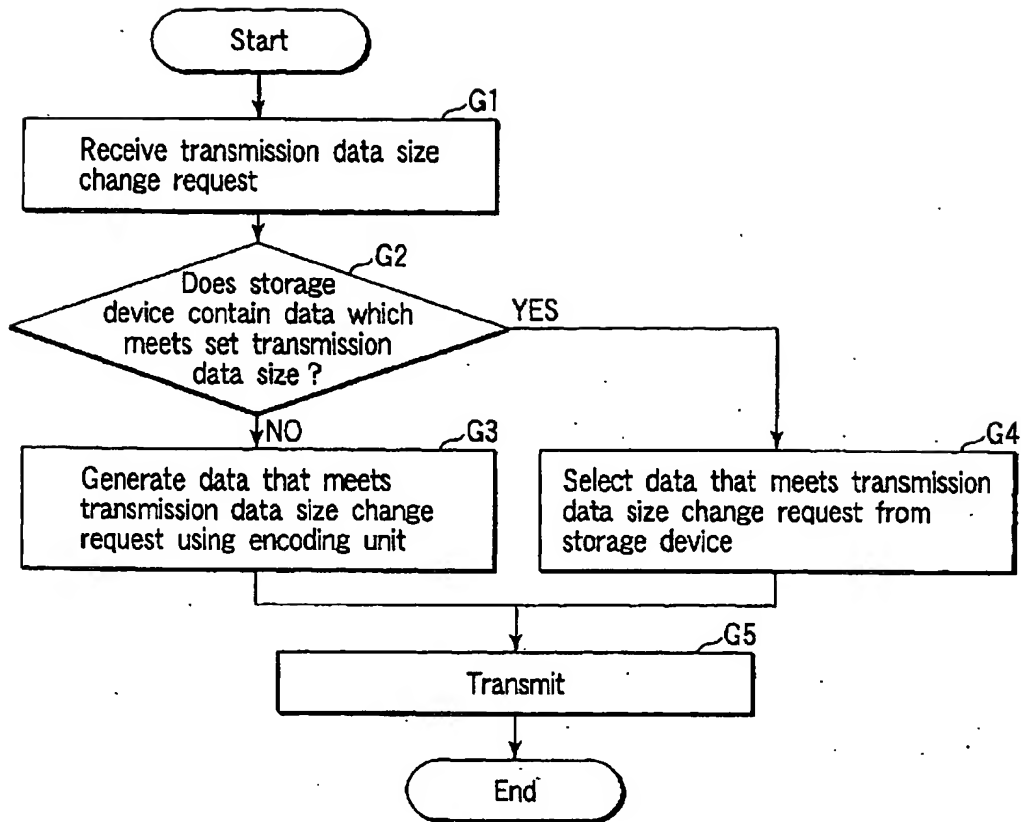 Start
G1
Receive transmission data size
change request
G2
Does storage
device contain data which
meets set transmission
data size ?
YES
NO
G3
Generate data that meets
transmission data size change
request using encoding unit
G4
Select data that meets transmission
data size change request from
storage device
G5
Transmit
End